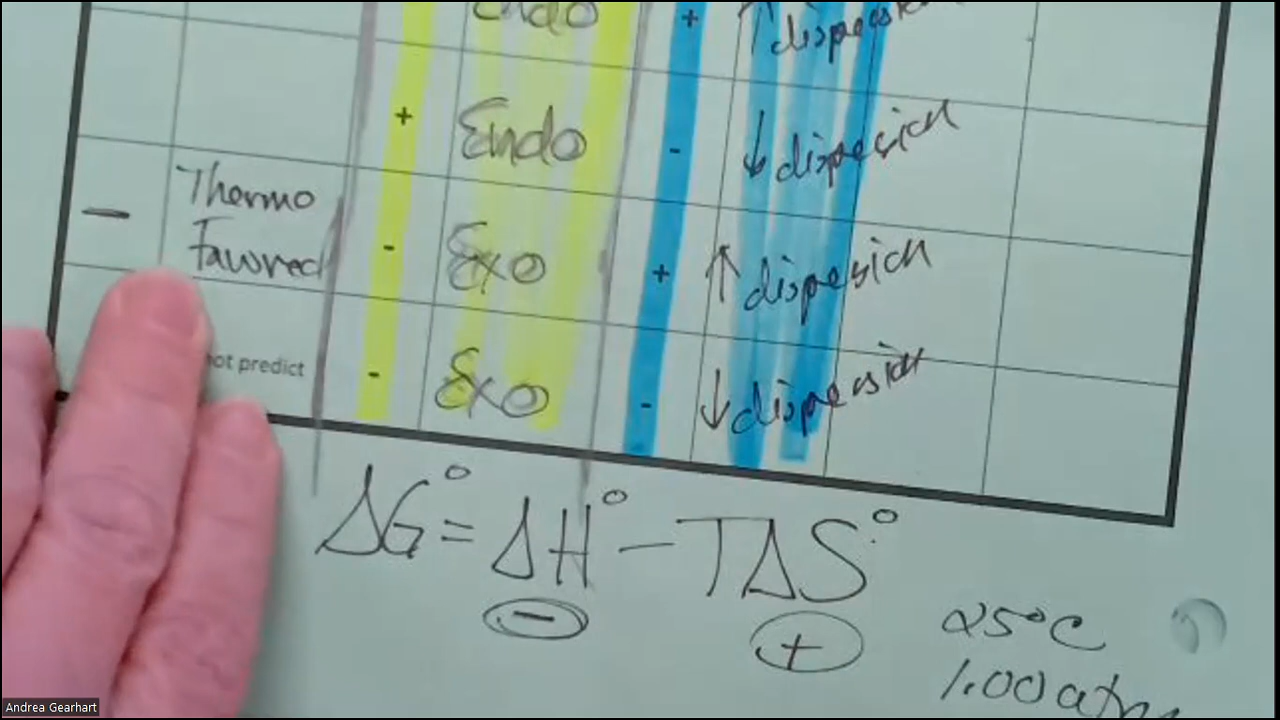 Endo + ↑ dispersion
+ Endo - ↓ dispersion
- Thermo Favored - Exo + ↑ dispersion
not predict - Exo - ↓ dispersion
ΔG° = ΔH° - TΔS°
- +
25°C
1.00 atm
Andrea Gearhart